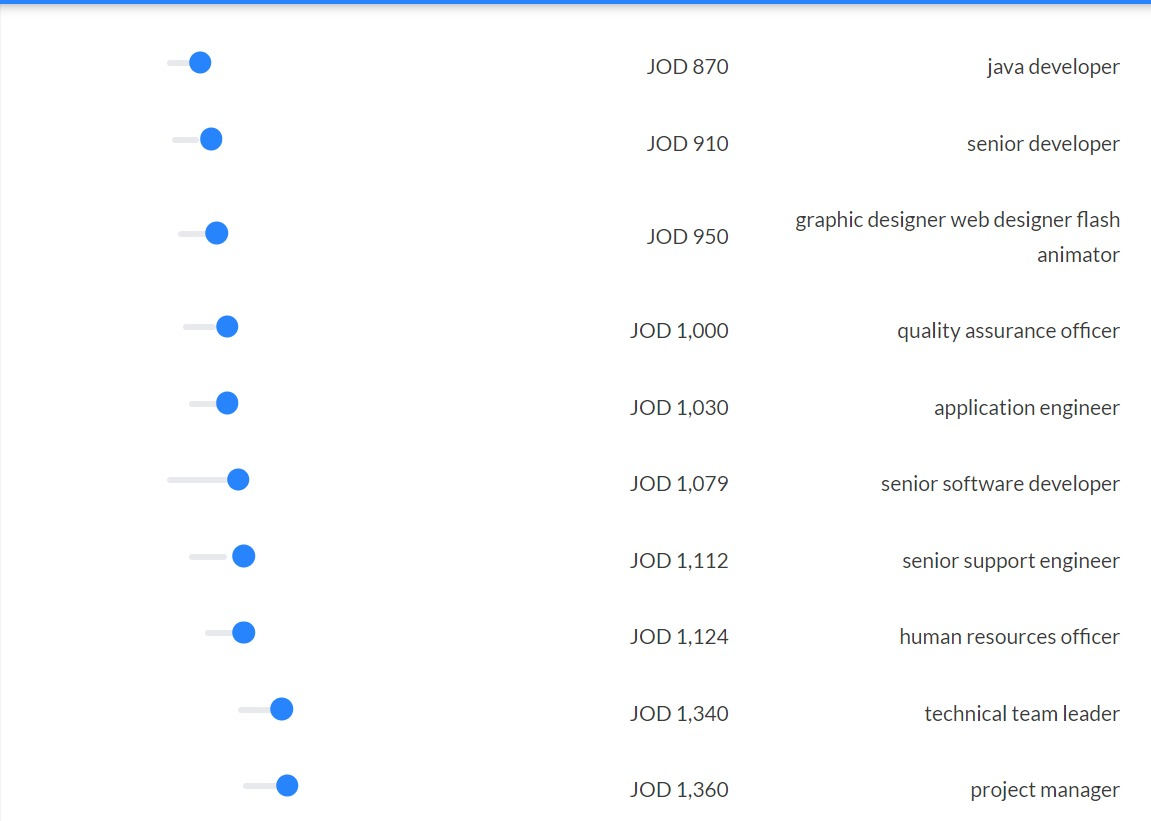 JOD 870 java developer
JOD 910 senior developer
graphic designer web designer flash
JOD 950
animator
JOD 1,000 quality assurance officer
JOD 1,030 application engineer
JOD 1,079 senior software developer
JOD 1,112 senior support engineer
JOD 1,124 human resources officer
JOD 1,340 technical team leader
JOD 1,360 project manager